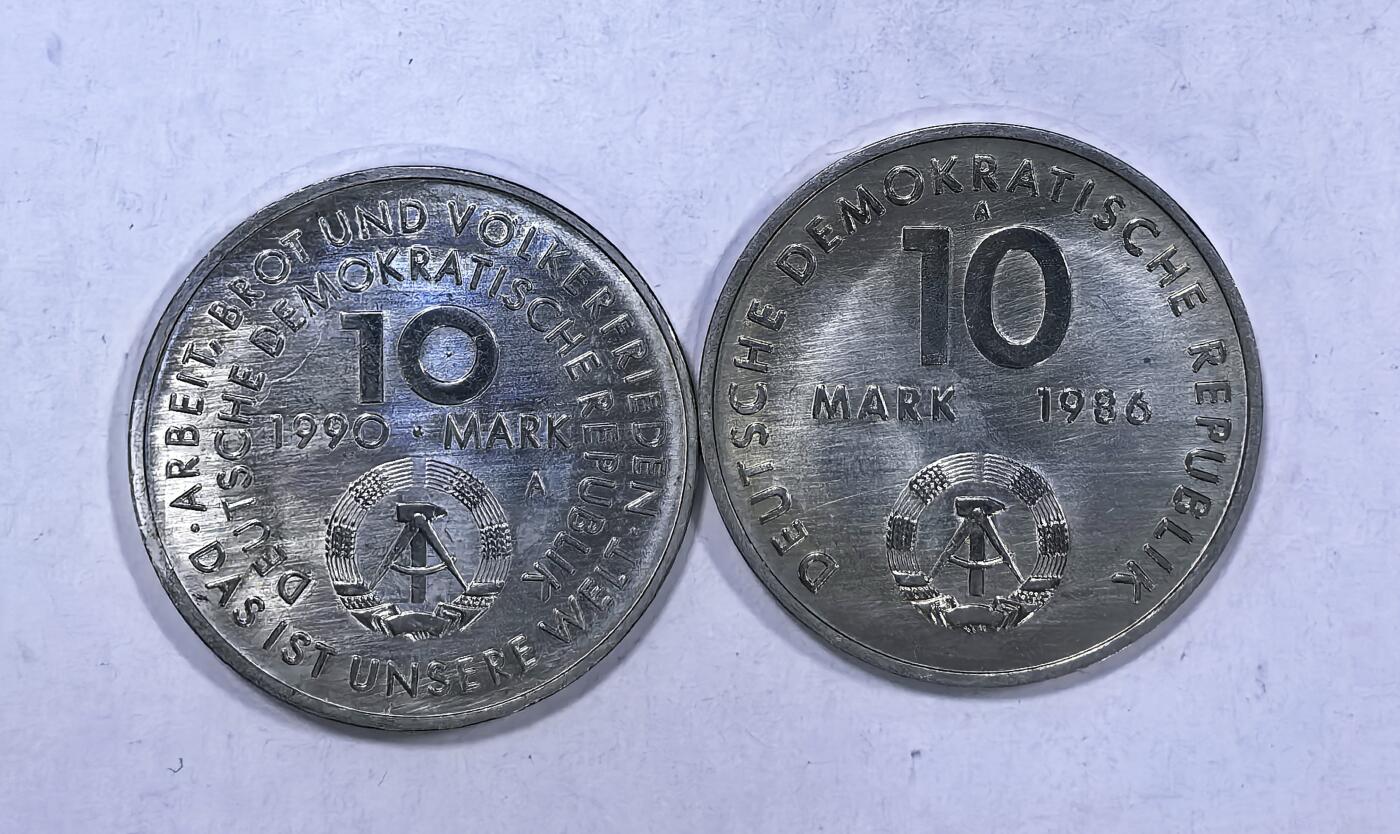 · ARBEIT, BROT UND VÖLKERFRIEDEN · DAS IST UNSERE WELT
DEUTSCHE DEMOKRATISCHE REPUBLIK
10
1990 · MARK
A
DEUTSCHE DEMOKRATISCHE REPUBLIK
A
10
MARK 1986